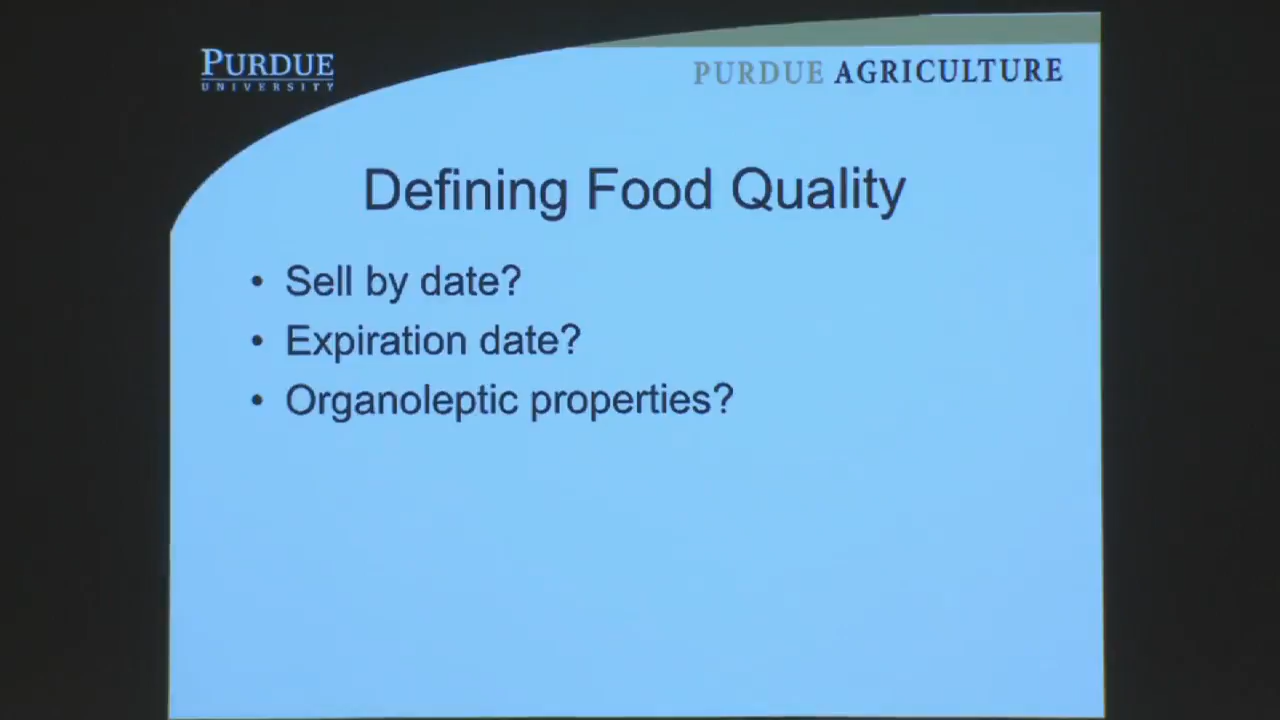 PURDUE
UNIVERSITY
PURDUE AGRICULTURE
Defining Food Quality
• Sell by date?
• Expiration date?
• Organoleptic properties?